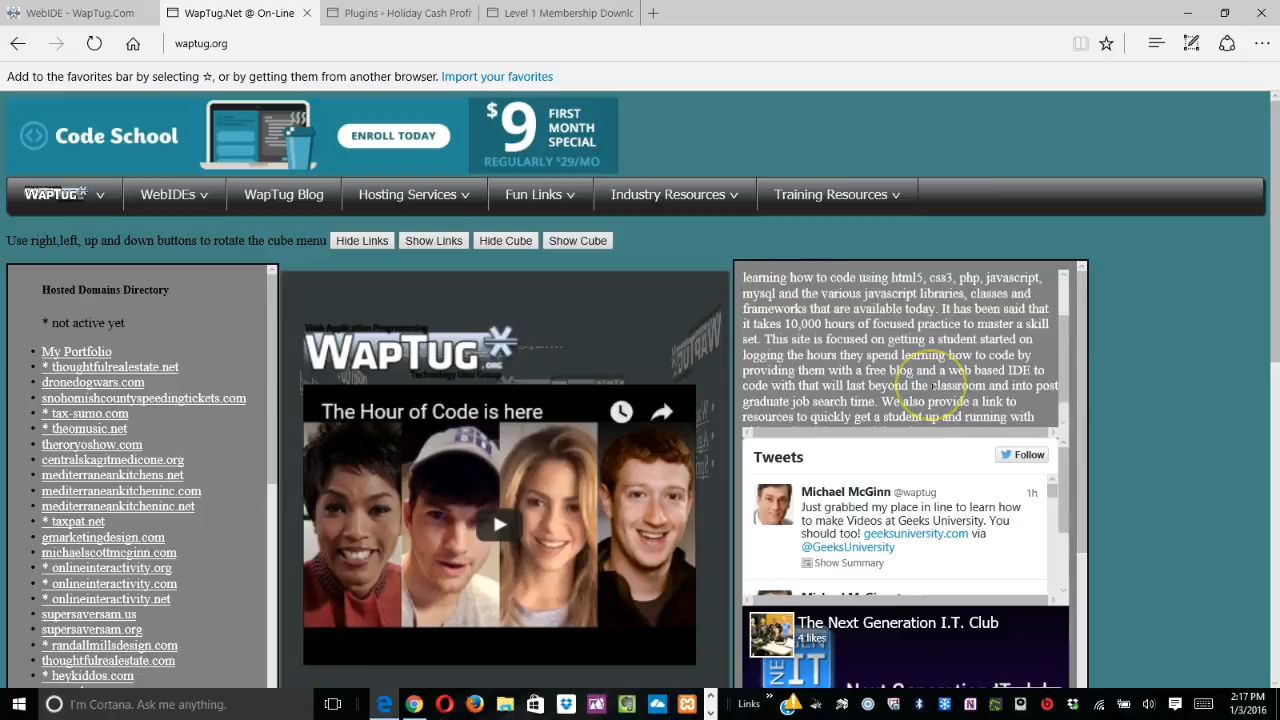 WebIDE - WapTug.Com
WapTug.Net @ On-Line
Plugins - Holiday Cash Profi
Level 1 Membership Downlo
waptug.org
Add to the favorites bar by selecting ☆, or by getting them from another browser. Import your favorites
Code School
ENROLL TODAY
$9 FIRST MONTH SPECIAL
REGULARLY $29/MO
WAPTUG
WebIDEs
WapTug Blog
Hosting Services
Fun Links
Industry Resources
Training Resources
Use right,left, up and down buttons to rotate the cube menu
Hide Links
Show Links
Hide Cube
Show Cube
Hosted Domains Directory
* not active yet
• My Portfolio
• * thoughtfulrealestate.net
• dronedogwars.com
• snohomishcountyspeedingtickets.com
• * tax-sumo.com
• * theomusic.net
• theroryoshow.com
• centralskagitmedicone.org
• mediterraneankitchens.net
• mediterraneankitcheninc.com
• mediterraneankitcheninc.net
• * taxpat.net
• gmarketingdesign.com
• michaelscottmcginn.com
• * onlineinteractivity.org
• * onlineinteractivity.com
• * onlineinteractivity.net
• supersaversam.us
• supersaversam.org
• * randallmillsdesign.com
• thoughtfulrealestate.com
• * heykiddos.com
Web Application Programming
WAPTUG
.ORG
Technology User Group
The Hour of Code is here
learning how to code using html5, css3, php, javascript,
mysql and the various javascript libraries, classes and
frameworks that are available today. It has been said that
it takes 10,000 hours of focused practice to master a skill
set. This site is focused on getting a student started on
logging the hours they spend learning how to code by
providing them with a free blog and a web based IDE to
code with that will last beyond the classroom and into post
graduate job search time. We also provide a link to
resources to quickly get a student up and running with
Tweets
Follow
Michael McGinn @waptug
1h
Just grabbed my place in line to learn how
to make Videos at Geeks University. You
should too! geeksuniversity.com via
@GeeksUniversity
Show Summary
The Next Generation I.T. Club
4 likes
I'm Cortana. Ask me anything.
Links
2:17 PM
1/3/2016